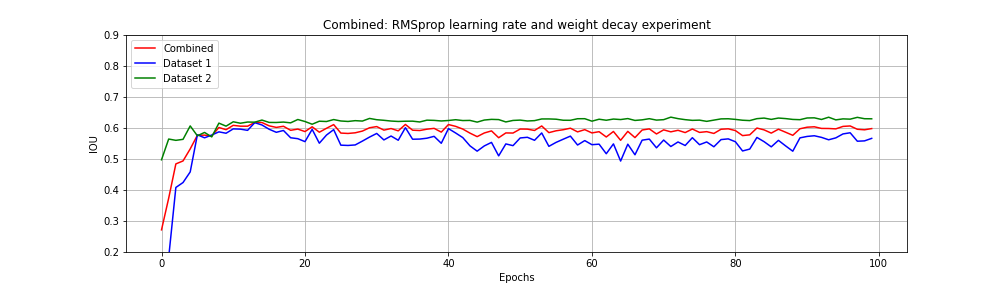 Combined: RMSprop learning rate and weight decay experiment
Combined
Dataset 1
Dataset 2
IOU
0.9
0.8
0.7
0.6
0.5
0.4
0.3
0.2
0
20
40
60
80
100
Epochs